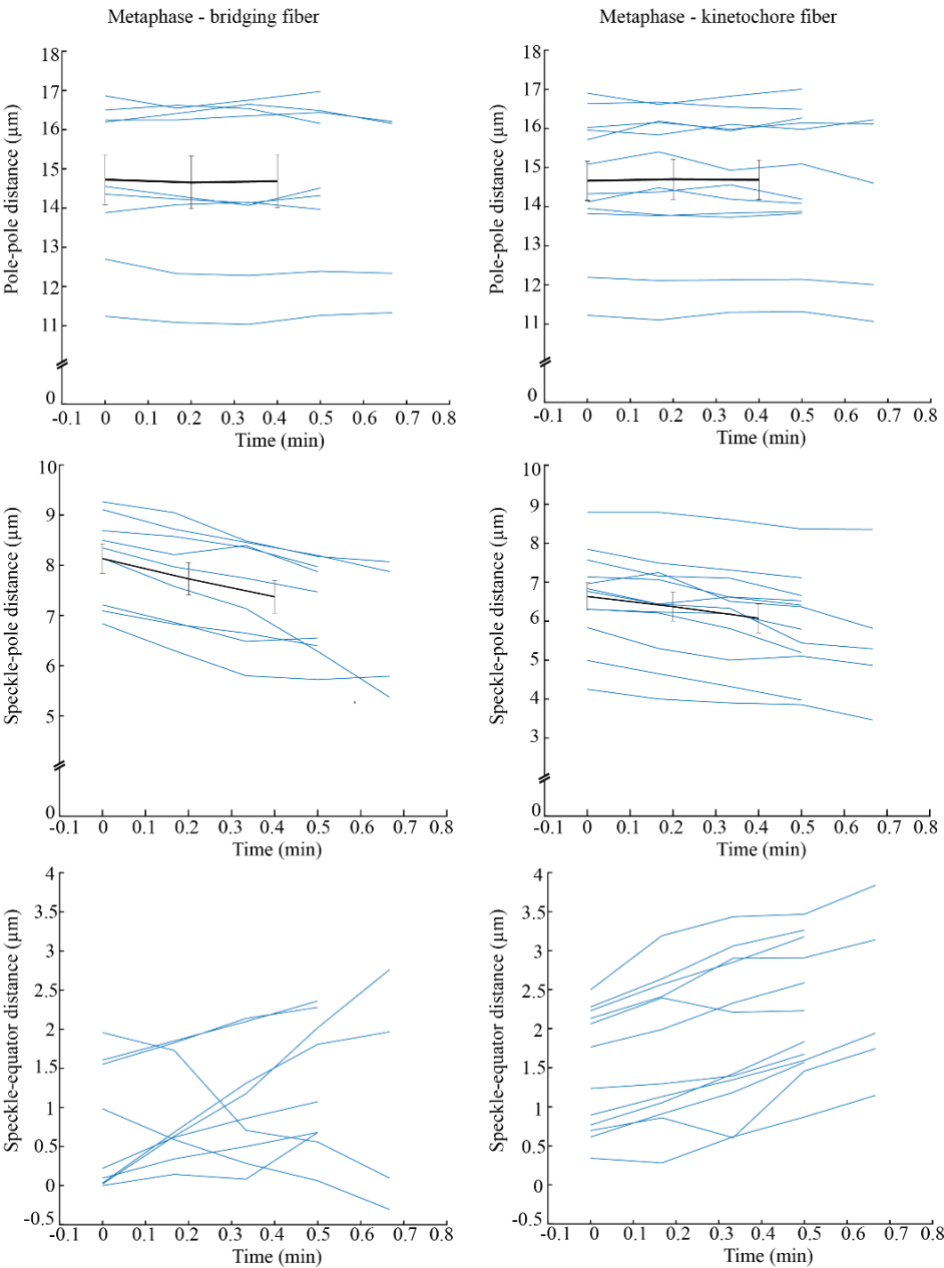 Metaphase - bridging fiber
Metaphase - kinetochore fiber
Pole-pole distance (µm)
18
17
16
15
14
13
12
11
0
-0.1 0 0.1 0.2 0.3 0.4 0.5 0.6 0.7 0.8
Time (min)
Pole-pole distance (µm)
18
17
16
15
14
13
12
11
0
-0.1 0 0.1 0.2 0.3 0.4 0.5 0.6 0.7 0.8
Time (min)
Speckle-pole distance (µm)
10
9
8
7
6
5
0
-0.1 0 0.1 0.2 0.3 0.4 0.5 0.6 0.7 0.8
Time (min)
Speckle-pole distance (µm)
10
9
8
7
6
5
4
3
0
-0.1 0 0.1 0.2 0.3 0.4 0.5 0.6 0.7 0.8
Time (min)
Speckle-equator distance (µm)
4
3.5
3
2.5
2
1.5
1
0.5
0
-0.5
-0.1 0 0.1 0.2 0.3 0.4 0.5 0.6 0.7 0.8
Time (min)
Speckle-equator distance (µm)
4
3.5
3
2.5
2
1.5
1
0.5
0
-0.5
-0.1 0 0.1 0.2 0.3 0.4 0.5 0.6 0.7 0.8
Time (min)